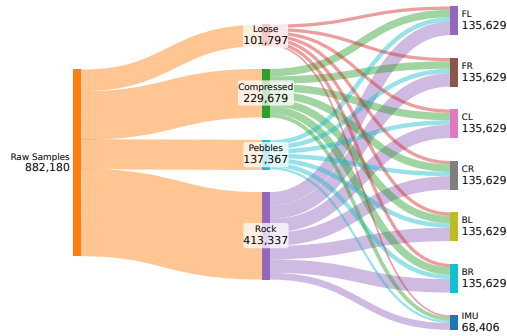 Raw Samples
882,180
Loose
101,797
Compressed
229,679
Pebbles
137,367
Rock
413,337
FL
135,629
FR
135,629
CL
135,629
CR
135,629
BL
135,629
BR
135,629
IMU
68,406